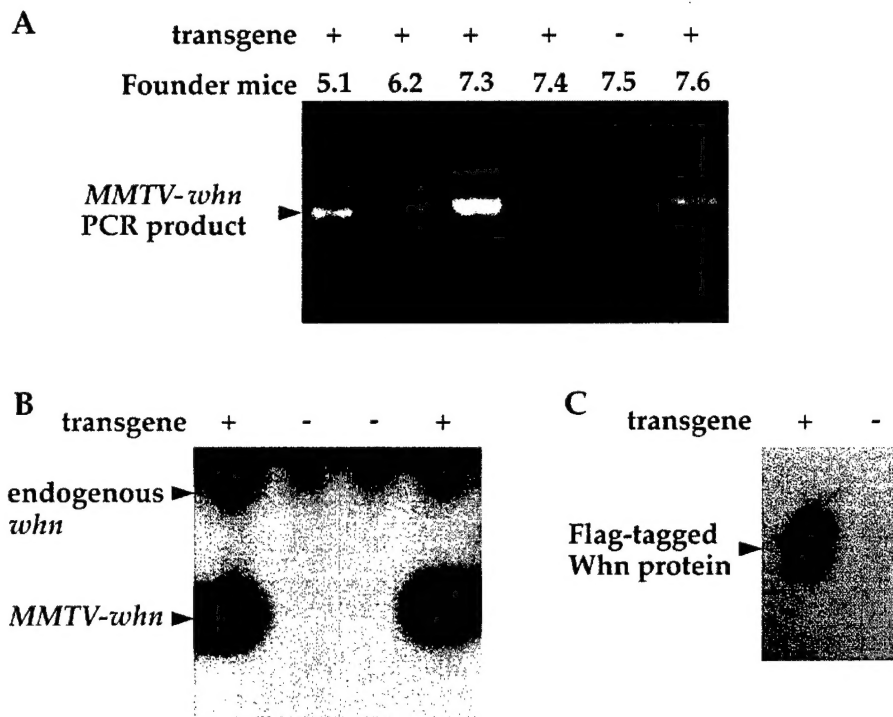 A
transgene + + + + - +
Founder mice 5.1 6.2 7.3 7.4 7.5 7.6
MMTV-whn
PCR product
B
transgene + - - +
endogenous
whn
MMTV-whn
C
transgene + -
Flag-tagged
Whn protein